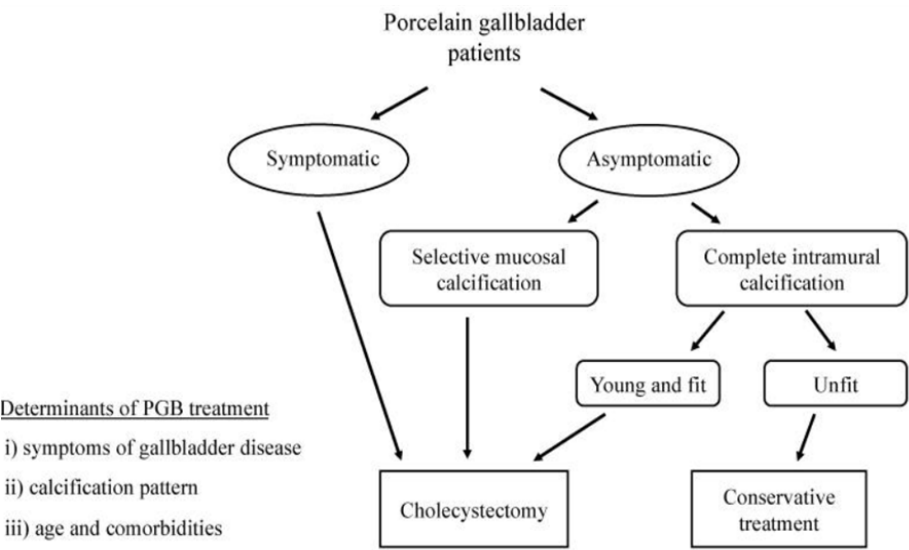 Porcelain gallbladder
patients
Symptomatic
Asymptomatic
Selective mucosal
calcification
Complete intramural
calcification
Young and fit
Unfit
Determinants of PGB treatment
i) symptoms of gallbladder disease
ii) calcification pattern
iii) age and comorbidities
Cholecystectomy
Conservative
treatment